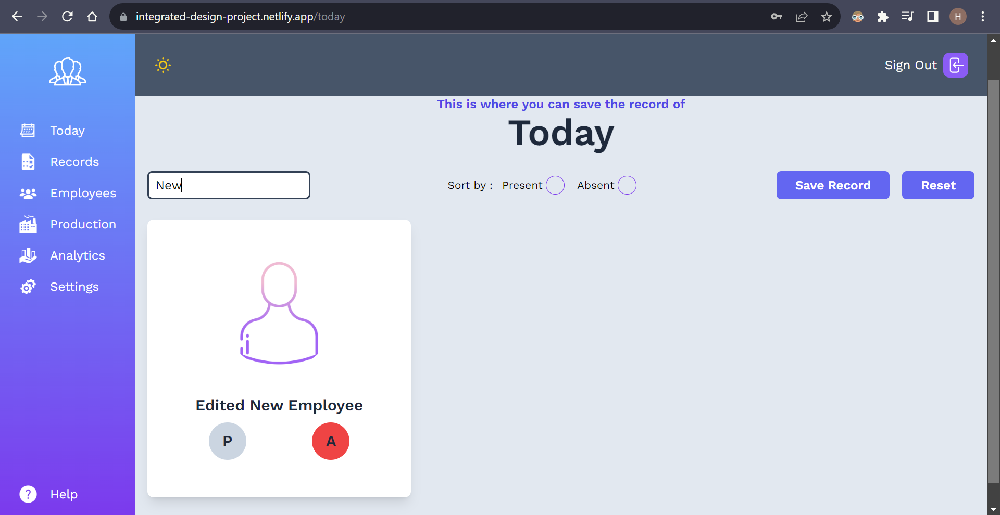 integrated-design-project.netlify.app/today
H
Sign Out
Today
Records
Employees
Production
Analytics
Settings
? Help
This is where you can save the record of
Today
New
Sort by : Present Absent
Save Record
Reset
Edited New Employee
P A